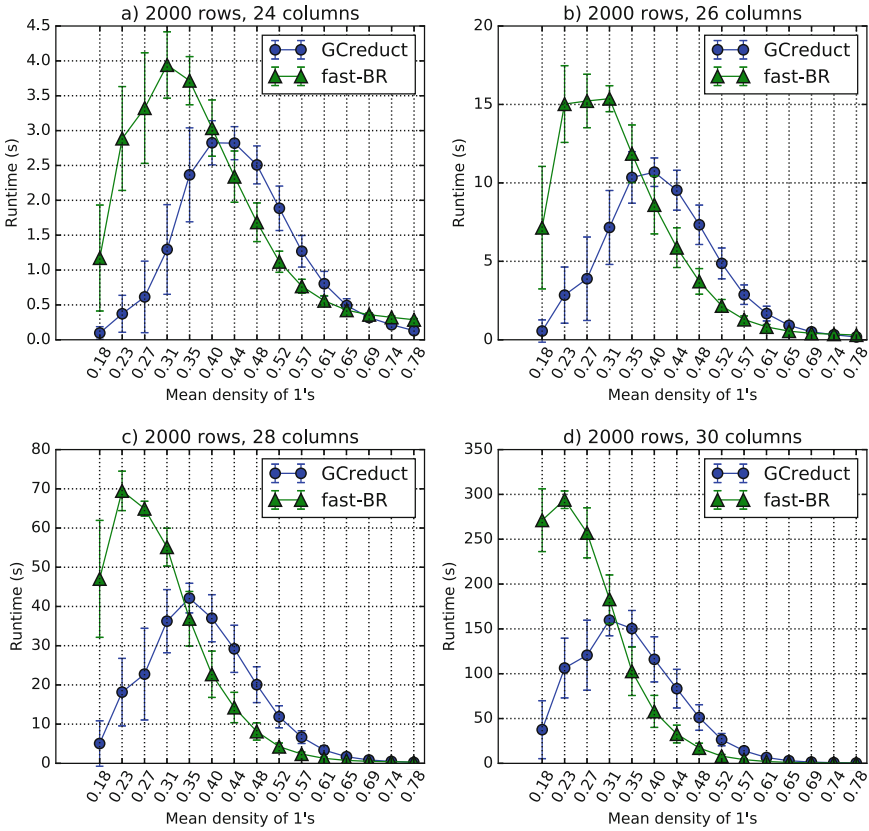 a) 2000 rows, 24 columns
4.5
4.0
3.5
3.0
2.5
2.0
1.5
1.0
0.5
0.0
Runtime (s)
GCreduct
fast-BR
0.18 0.23 0.27 0.31 0.35 0.40 0.44 0.48 0.52 0.57 0.61 0.65 0.69 0.74 0.78
Mean density of 1's
b) 2000 rows, 26 columns
20
15
10
5
0
Runtime (s)
GCreduct
fast-BR
0.18 0.23 0.27 0.31 0.35 0.40 0.44 0.48 0.52 0.57 0.61 0.65 0.69 0.74 0.78
Mean density of 1's
c) 2000 rows, 28 columns
80
70
60
50
40
30
20
10
0
Runtime (s)
GCreduct
fast-BR
0.18 0.23 0.27 0.31 0.35 0.40 0.44 0.48 0.52 0.57 0.61 0.65 0.69 0.74 0.78
Mean density of 1's
d) 2000 rows, 30 columns
350
300
250
200
150
100
50
0
Runtime (s)
GCreduct
fast-BR
0.18 0.23 0.27 0.31 0.35 0.40 0.44 0.48 0.52 0.57 0.61 0.65 0.69 0.74 0.78
Mean density of 1's